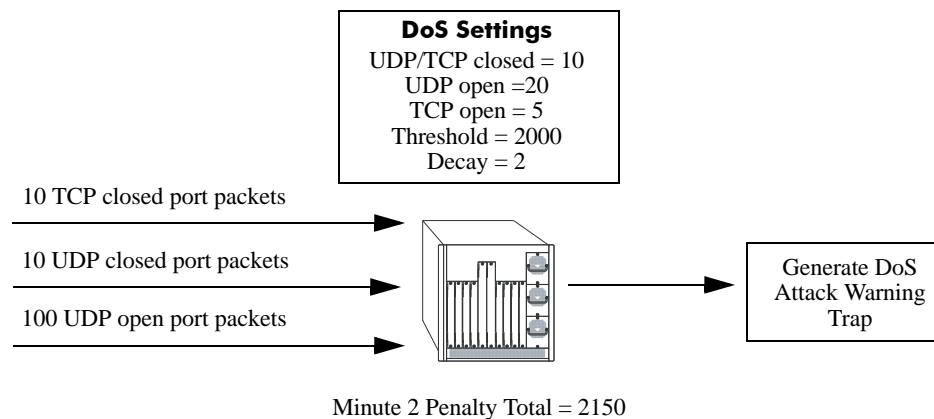 DoS Settings
UDP/TCP closed = 10
UDP open =20
TCP open = 5
Threshold = 2000
Decay = 2
10 TCP closed port packets
10 UDP closed port packets
100 UDP open port packets
Generate DoS
Attack Warning
Trap
Minute 2 Penalty Total = 2150